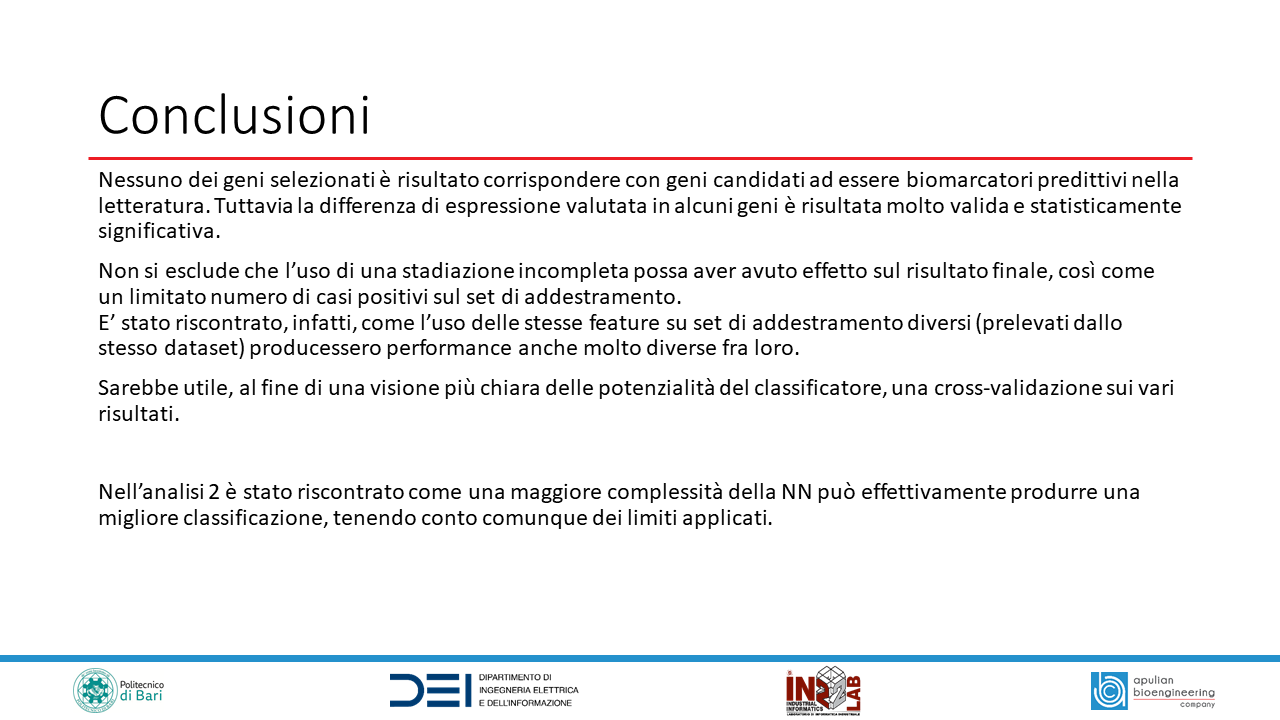 Conclusioni
Nessuno dei geni selezionati è risultato corrispondere con geni candidati ad essere biomarcatori predittivi nella
letteratura. Tuttavia la differenza di espressione valutata in alcuni geni è risultata molto valida e statisticamente
significativa.
Non si esclude che l’uso di una stadiazione incompleta possa aver avuto effetto sul risultato finale, così come
un limitato numero di casi positivi sul set di addestramento.
E’ stato riscontrato, infatti, come l’uso delle stesse feature su set di addestramento diversi (prelevati dallo
stesso dataset) producessero performance anche molto diverse fra loro.
Sarebbe utile, al fine di una visione più chiara delle potenzialità del classificatore, una cross-validazione sui vari
risultati.
Nell’analisi 2 è stato riscontrato come una maggiore complessità della NN può effettivamente produrre una
migliore classificazione, tenendo conto comunque dei limiti applicati.
Politecnico
di Bari
DEI
DIPARTIMENTO DI
INGEGNERIA ELETTRICA
E DELL'INFORMAZIONE
INDUSTRIAL
INFORMATICS
LAB
LABORATORIO DI INFORMATICA INDUSTRIALE
apulian
bioengineering
company